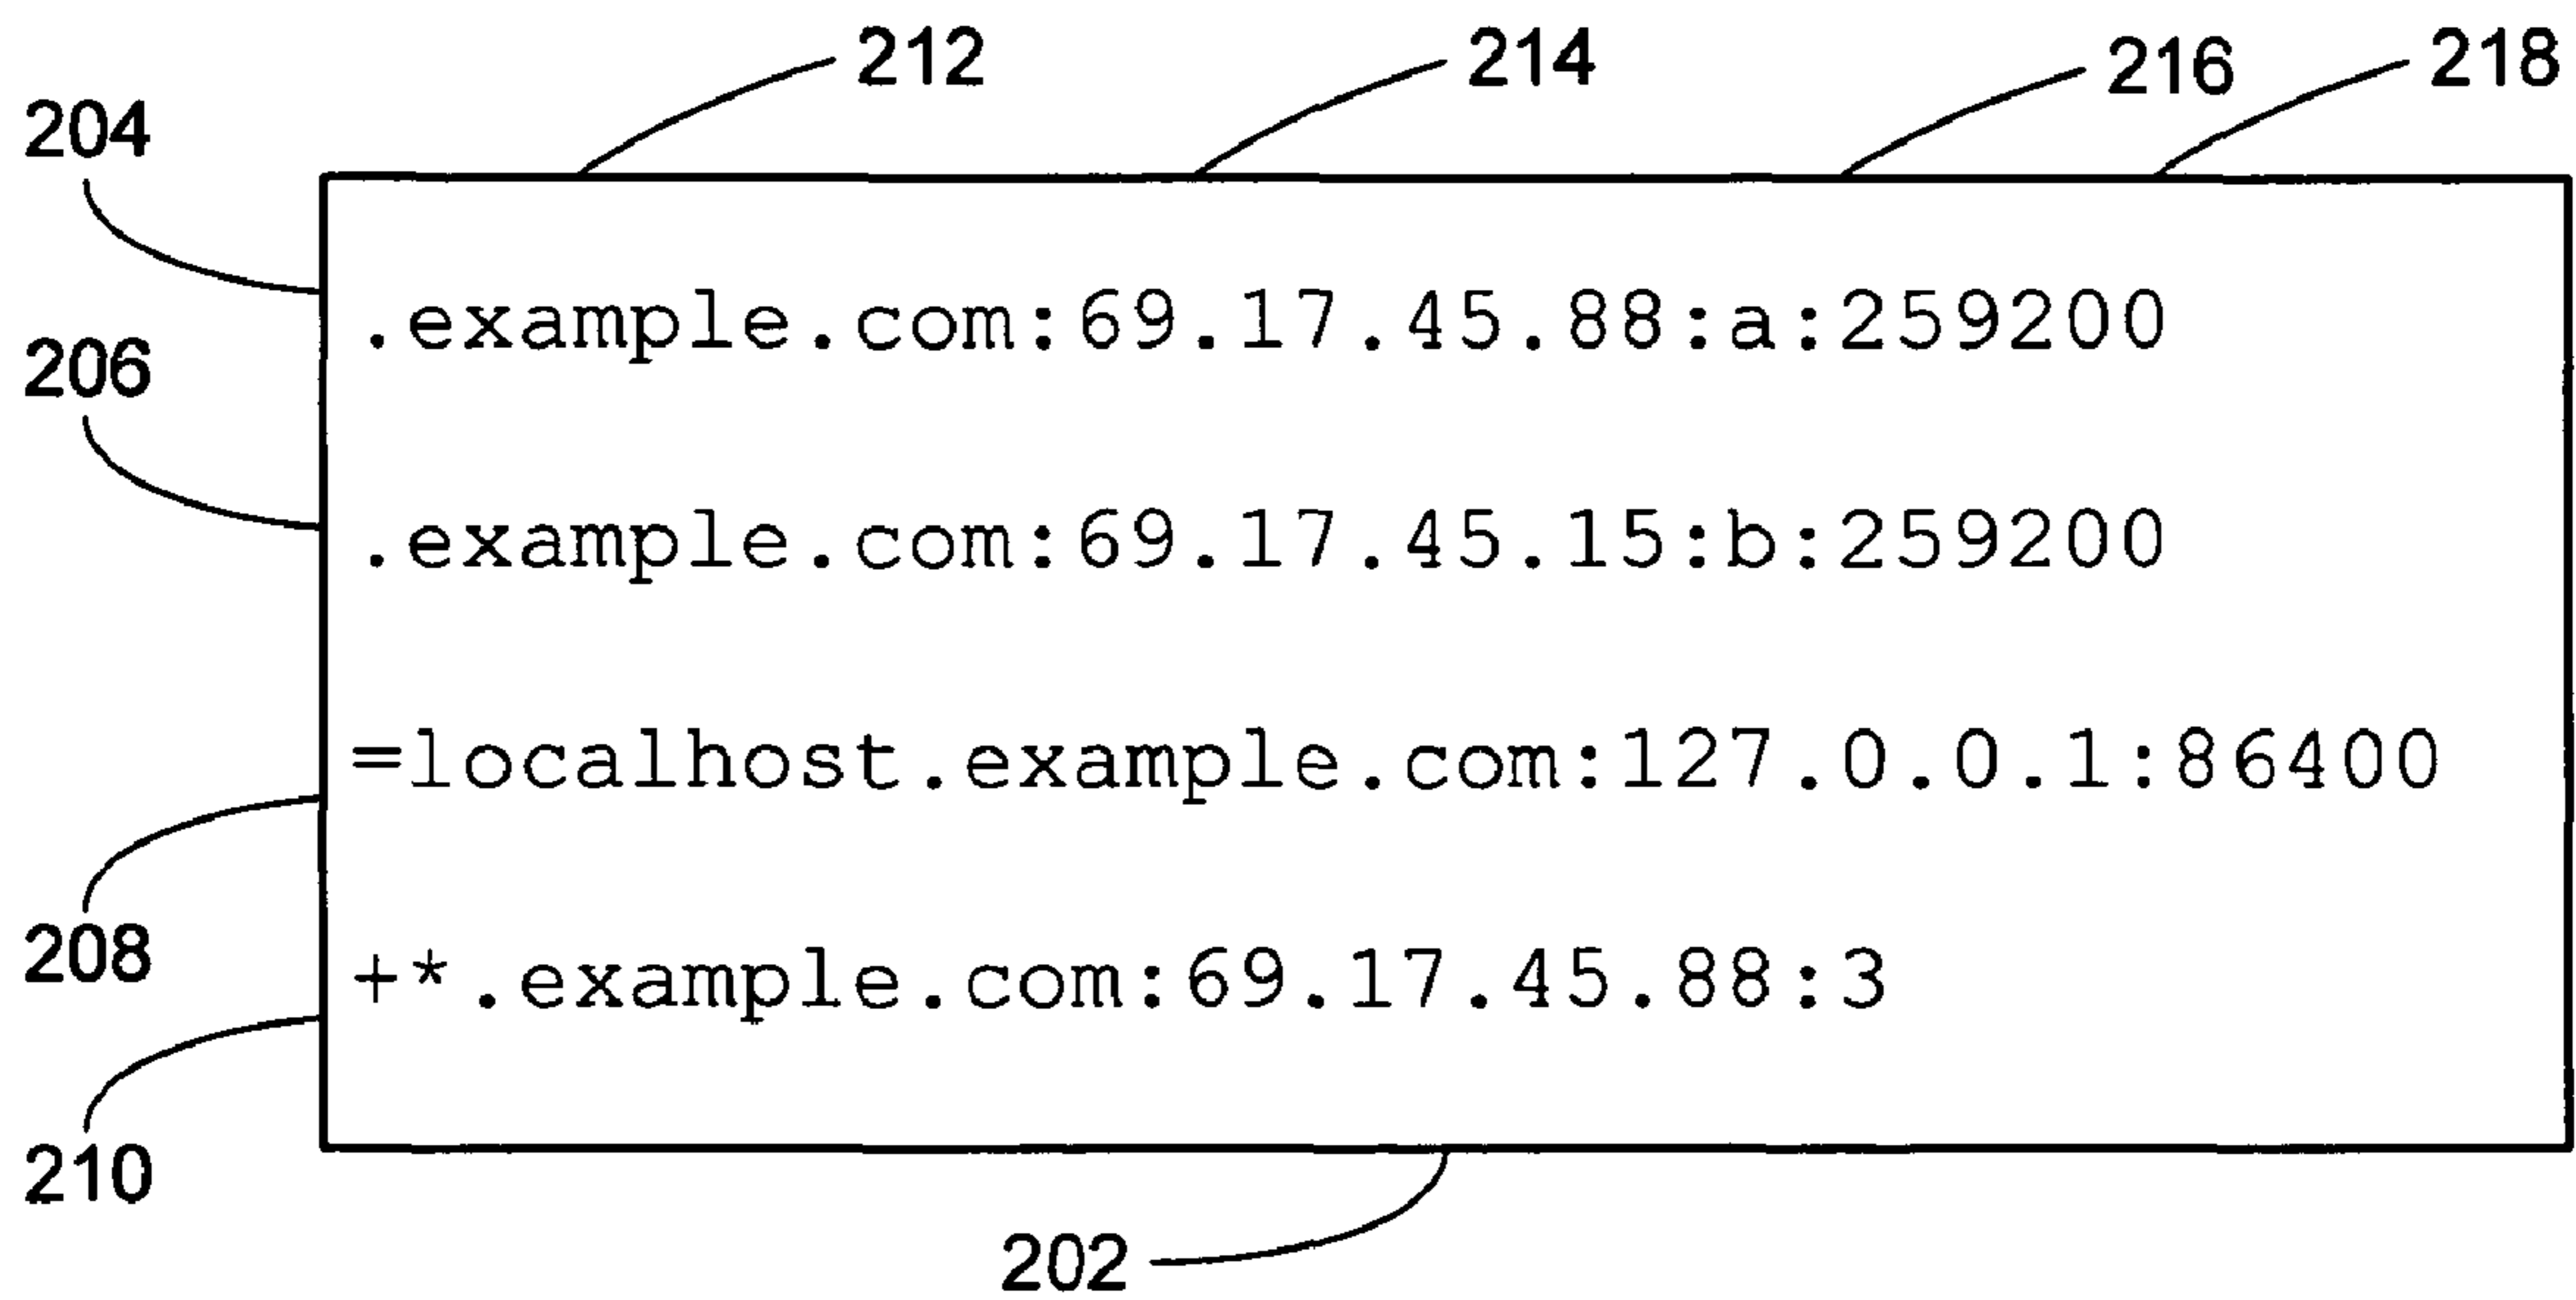 212 214 216 218
204
.example.com:69.17.45.88:a:259200
206
.example.com:69.17.45.15:b:259200
=localhost.example.com:127.0.0.1:86400
208
+*.example.com:69.17.45.88:3
210
202